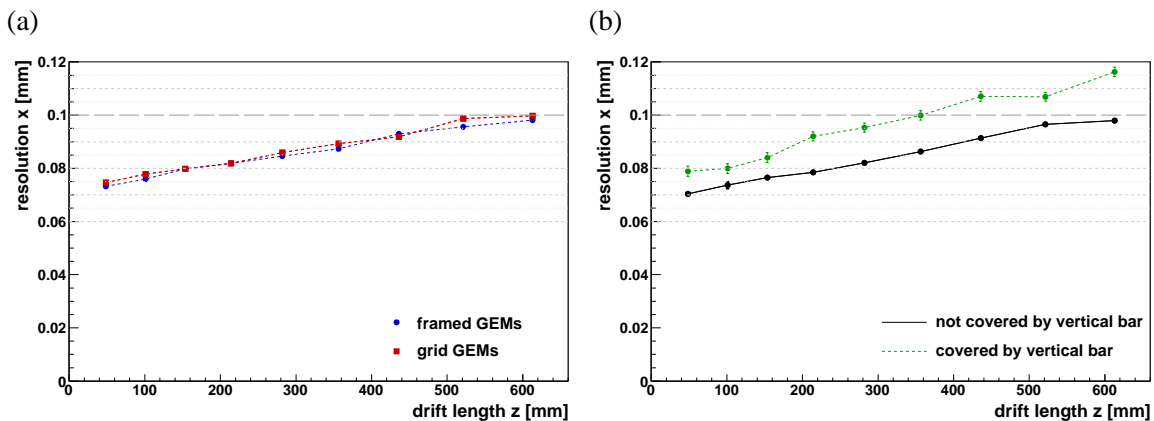 (a)
(b)
resolution x [mm]
0.12
0.1
0.08
0.06
0.04
0.02
0
framed GEMs
grid GEMs
0 100 200 300 400 500 600
drift length z [mm]
resolution x [mm]
0.12
0.1
0.08
0.06
0.04
0.02
0
not covered by vertical bar
covered by vertical bar
0 100 200 300 400 500 600
drift length z [mm]